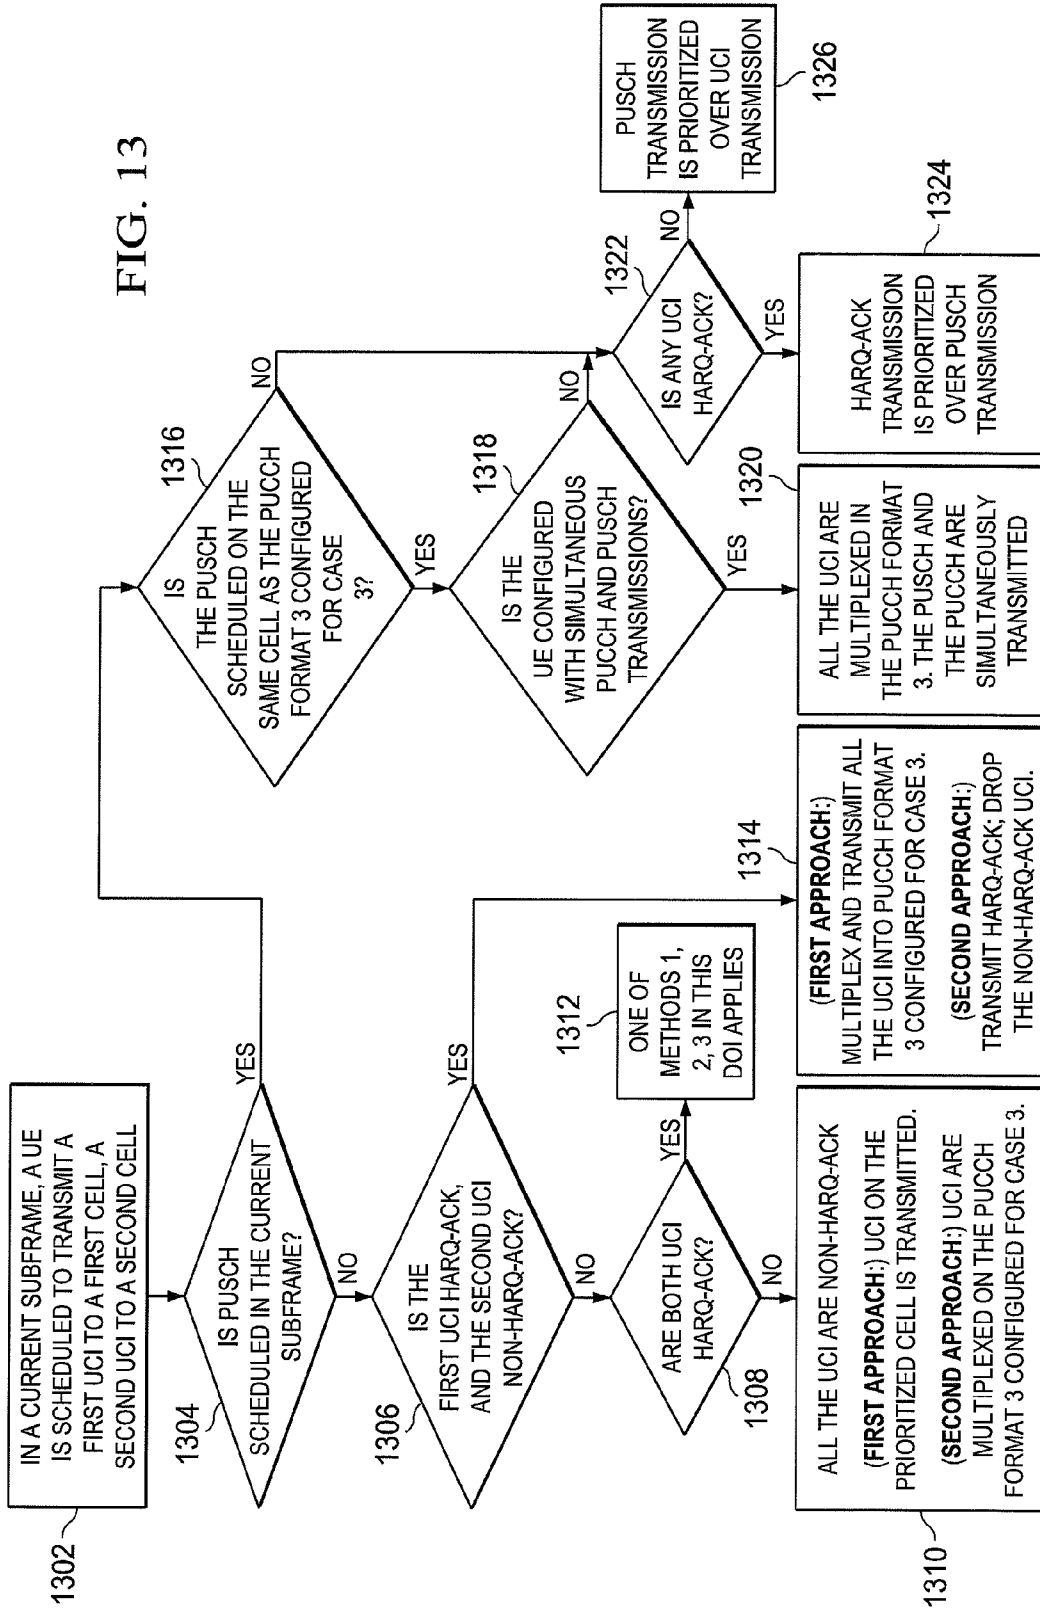 FIG. 13
IN A CURRENT SUBFRAME, A UE
IS SCHEDULED TO TRANSMIT A
FIRST UCI TO A FIRST CELL, A
SECOND UCI TO A SECOND CELL
1302
1304
IS PUSCH
SCHEDULED IN THE CURRENT
SUBFRAME?
YES
NO
1306
IS THE
FIRST UCI HARQ-ACK,
AND THE SECOND UCI
NON-HARQ-ACK?
YES
NO
ARE BOTH UCI
HARQ-ACK?
1308
YES
NO
1312
ONE OF
METHODS 1,
2, 3 IN THIS
DOI APPLIES
1310
ALL THE UCI ARE NON-HARQ-ACK
(FIRST APPROACH:) UCI ON THE
PRIORITIZED CELL IS TRANSMITTED.
(SECOND APPROACH:) UCI ARE
MULTIPLEXED ON THE PUCCH
FORMAT 3 CONFIGURED FOR CASE 3.
1314
(FIRST APPROACH:)
MULTIPLEX AND TRANSMIT ALL
THE UCI INTO PUCCH FORMAT
3 CONFIGURED FOR CASE 3.
(SECOND APPROACH:)
TRANSMIT HARQ-ACK; DROP
THE NON-HARQ-ACK UCI.
1316
IS
THE PUSCH
SCHEDULED ON THE
SAME CELL AS THE PUCCH
FORMAT 3 CONFIGURED
FOR CASE
3?
NO
YES
1318
IS THE
UE CONFIGURED
WITH SIMULTANEOUS
PUCCH AND PUSCH
TRANSMISSIONS?
NO
YES
1320
ALL THE UCI ARE
MULTIPLEXED IN
THE PUCCH FORMAT
3. THE PUSCH AND
THE PUCCH ARE
SIMULTANEOUSLY
TRANSMITTED
1322
IS ANY UCI
HARQ-ACK?
NO
YES
1324
HARQ-ACK
TRANSMISSION
IS PRIORITIZED
OVER PUSCH
TRANSMISSION
PUSCH
TRANSMISSION
IS PRIORITIZED
OVER UCI
TRANSMISSION
1326